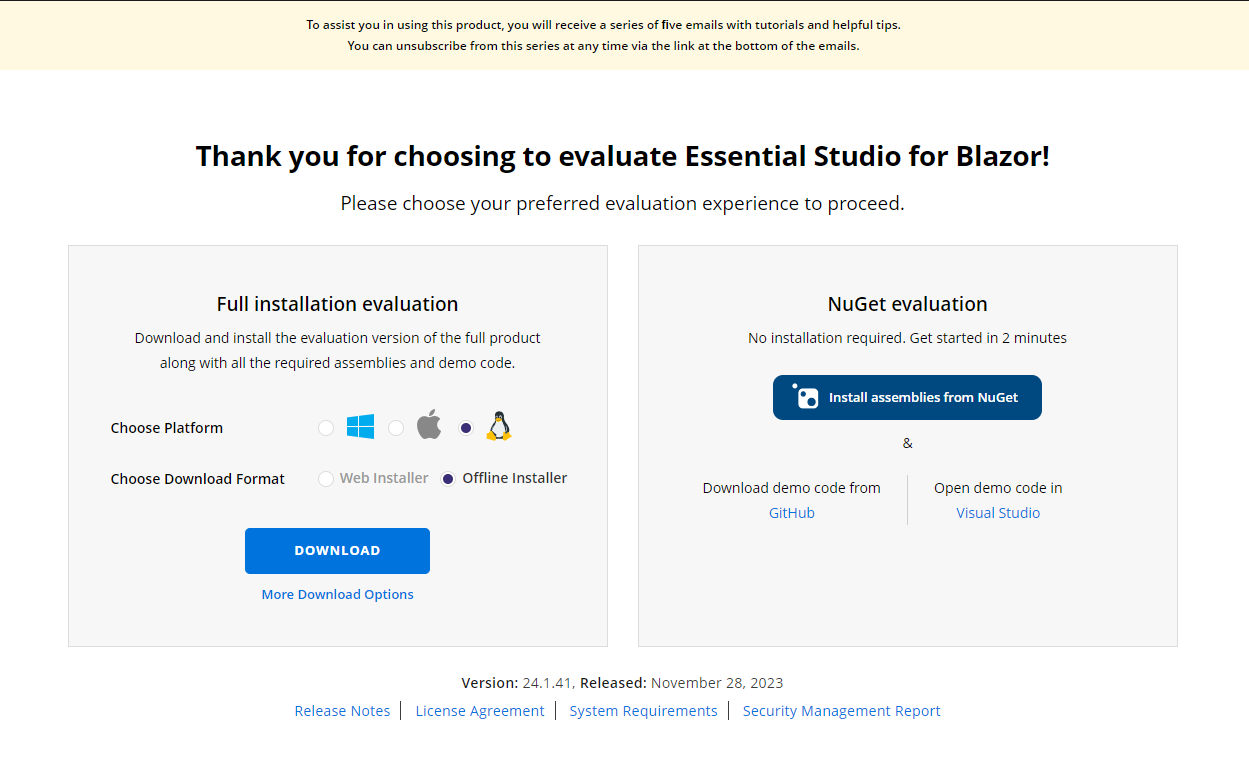 To assist you in using this product, you will receive a series of five emails with tutorials and helpful tips.
You can unsubscribe from this series at any time via the link at the bottom of the emails.
Thank you for choosing to evaluate Essential Studio for Blazor!
Please choose your preferred evaluation experience to proceed.
Full installation evaluation
Download and install the evaluation version of the full product
along with all the required assemblies and demo code.
Choose Platform
Choose Download Format
Web Installer
Offline Installer
DOWNLOAD
More Download Options
NuGet evaluation
No installation required. Get started in 2 minutes
Install assemblies from NuGet
&
Download demo code from
GitHub
Open demo code in
Visual Studio
Version: 24.1.41, Released: November 28, 2023
Release Notes
License Agreement
System Requirements
Security Management Report